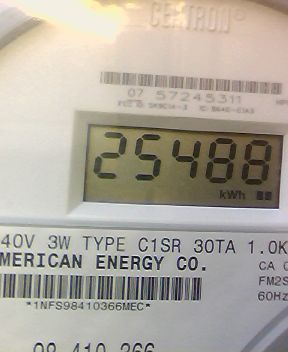 CENTRON®
07 57245311
25488
kWh
40V 3W TYPE C1SR 30TA 1.0K
MERICAN ENERGY CO.
CA
FM2S
60Hz
*1NFS98410366MEC*